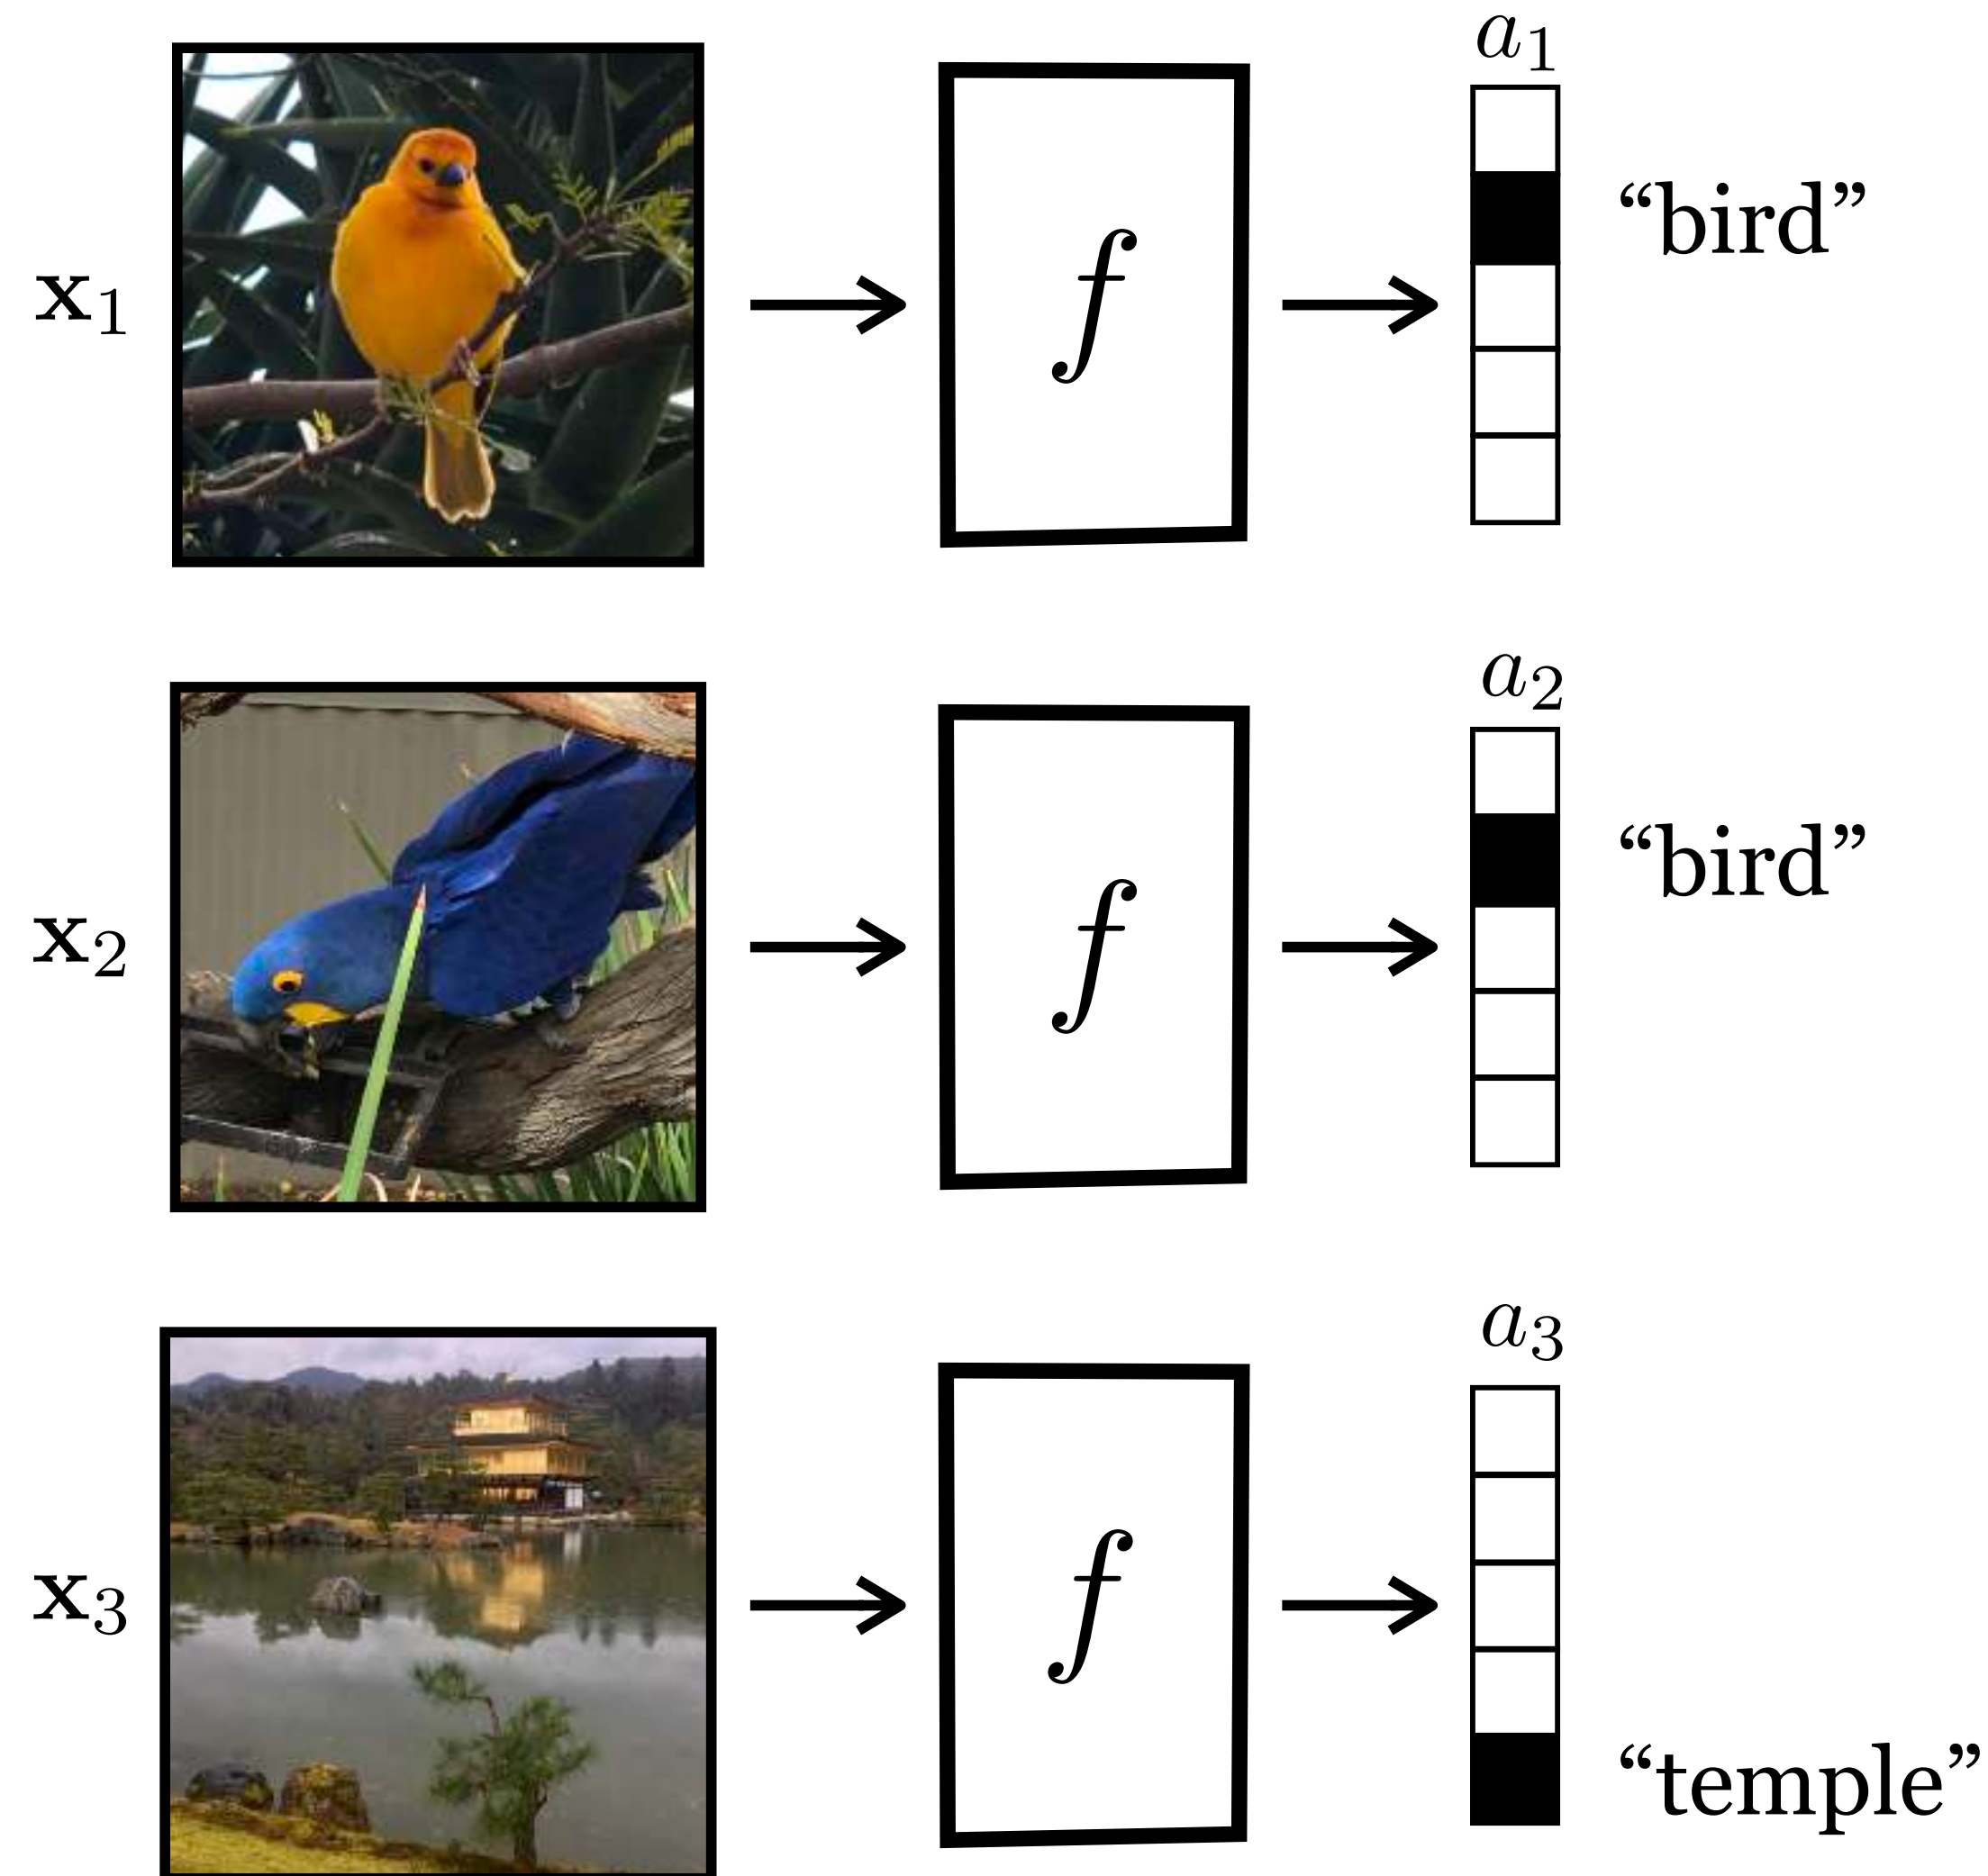 a₁
x₁ f “bird”
a₂
x₂ f “bird”
a₃
x₃ f “temple”